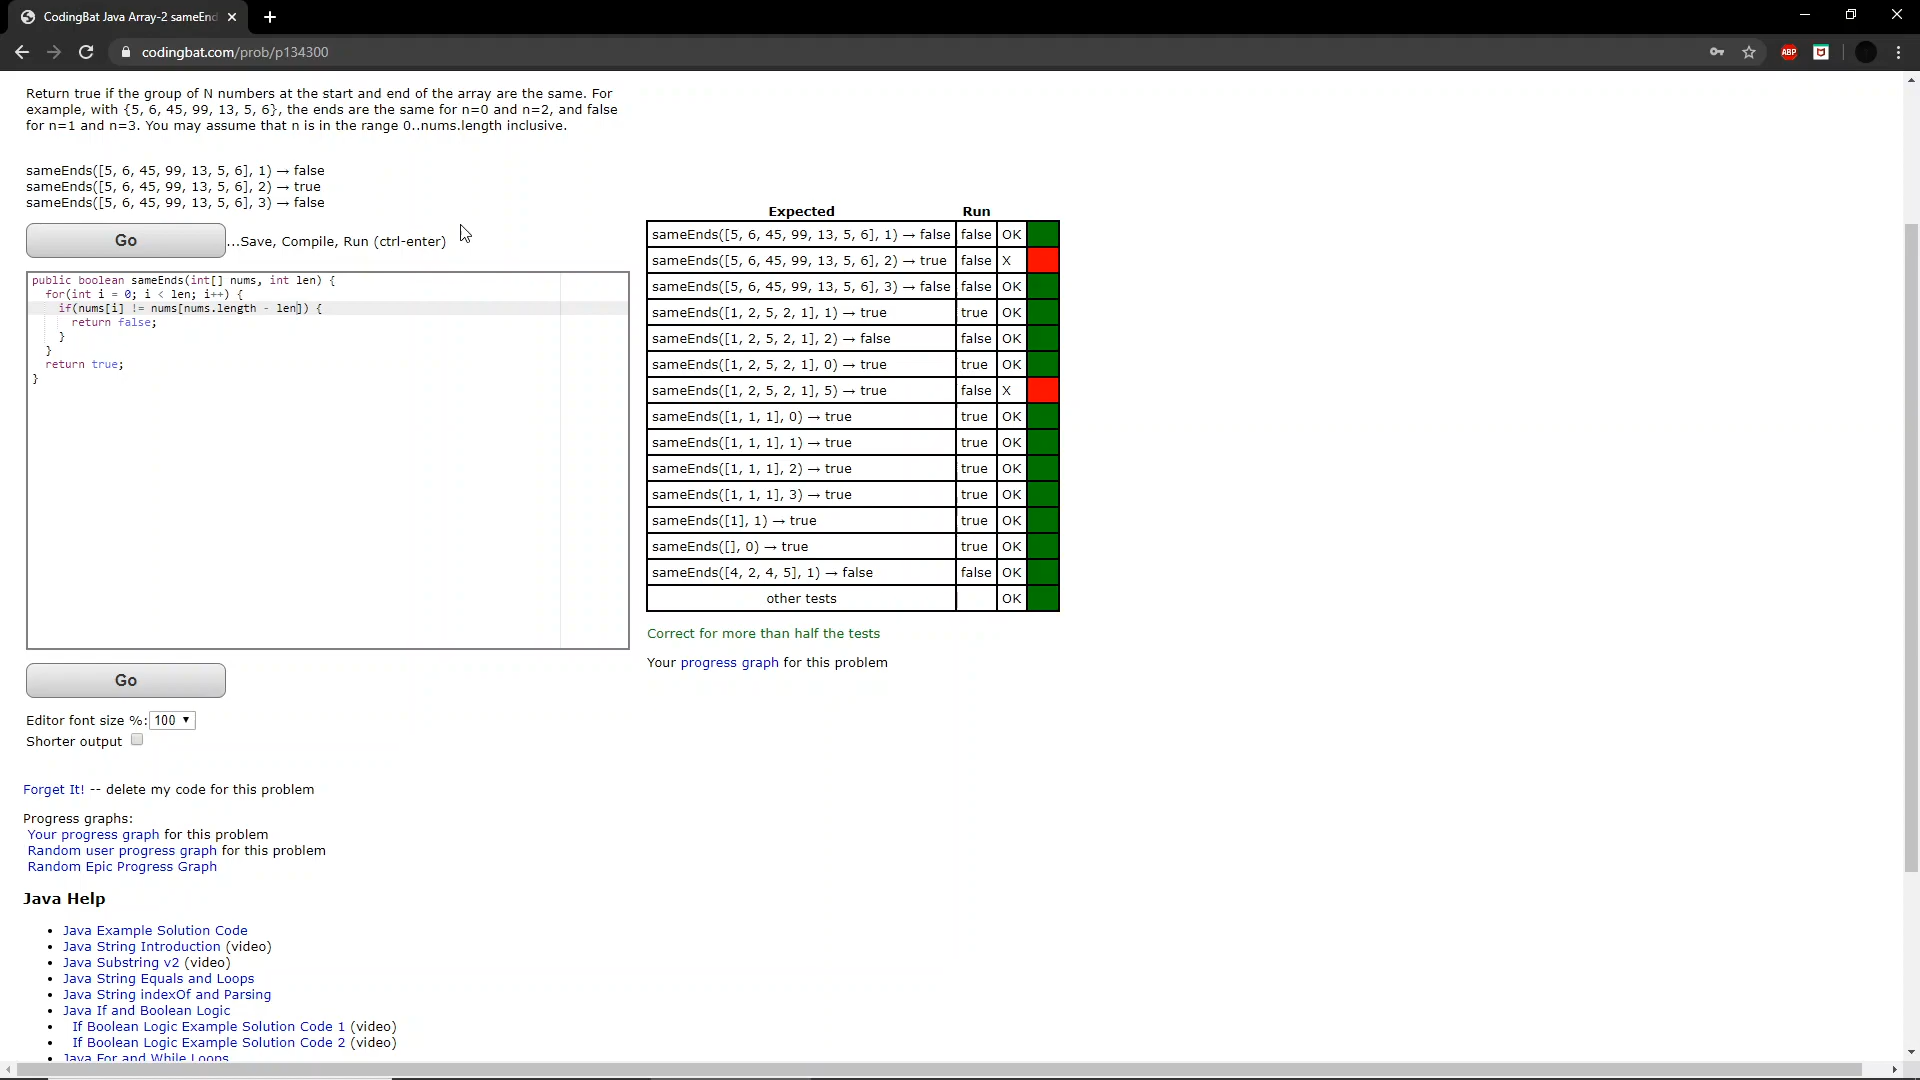 CodingBat Java Array-2 sameEnd
codingbat.com/prob/p134300
ABP
Return true if the group of N numbers at the start and end of the array are the same. For
example, with {5, 6, 45, 99, 13, 5, 6}, the ends are the same for n=0 and n=2, and false
for n=1 and n=3. You may assume that n is in the range 0..nums.length inclusive.
sameEnds([5, 6, 45, 99, 13, 5, 6], 1) → false
sameEnds([5, 6, 45, 99, 13, 5, 6], 2) → true
sameEnds([5, 6, 45, 99, 13, 5, 6], 3) → false
Go ...Save, Compile, Run (ctrl-enter)
public boolean sameEnds(int[] nums, int len) {
for(int i = 0; i < len; i++) {
if(nums[i] != nums[nums.length - len]) {
return false;
}
}
return true;
}
Go
Editor font size %: 100
Shorter output
Forget It! -- delete my code for this problem
Progress graphs:
Your progress graph for this problem
Random user progress graph for this problem
Random Epic Progress Graph
Java Help
• Java Example Solution Code
• Java String Introduction (video)
• Java Substring v2 (video)
• Java String Equals and Loops
• Java String indexOf and Parsing
• Java If and Boolean Logic
• If Boolean Logic Example Solution Code 1 (video)
• If Boolean Logic Example Solution Code 2 (video)
• Java For and While Loops
Expected Run
sameEnds([5, 6, 45, 99, 13, 5, 6], 1) → false false OK
sameEnds([5, 6, 45, 99, 13, 5, 6], 2) → true false X
sameEnds([5, 6, 45, 99, 13, 5, 6], 3) → false false OK
sameEnds([1, 2, 5, 2, 1], 1) → true true OK
sameEnds([1, 2, 5, 2, 1], 2) → false false OK
sameEnds([1, 2, 5, 2, 1], 0) → true true OK
sameEnds([1, 2, 5, 2, 1], 5) → true false X
sameEnds([1, 1, 1], 0) → true true OK
sameEnds([1, 1, 1], 1) → true true OK
sameEnds([1, 1, 1], 2) → true true OK
sameEnds([1, 1, 1], 3) → true true OK
sameEnds([1], 1) → true true OK
sameEnds([], 0) → true true OK
sameEnds([4, 2, 4, 5], 1) → false false OK
other tests OK
Correct for more than half the tests
Your progress graph for this problem